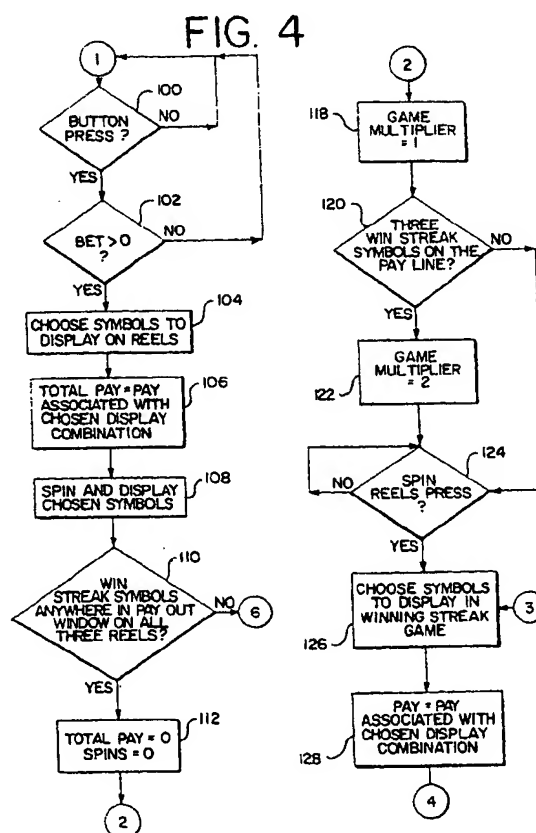 FIG. 4
1
100
BUTTON
PRESS ?
NO
YES
102
BET > 0
?
NO
YES
104
CHOOSE SYMBOLS TO
DISPLAY ON REELS
106
TOTAL PAY = PAY
ASSOCIATED WITH
CHOSEN DISPLAY
COMBINATION
108
SPIN AND DISPLAY
CHOSEN SYMBOLS
110
WIN
STREAK SYMBOLS
ANYWHERE IN PAY OUT
WINDOW ON ALL
THREE REELS?
NO
6
YES
112
TOTAL PAY = 0
SPINS = 0
2
2
118
GAME
MULTIPLIER
= 1
120
THREE
WIN STREAK
SYMBOLS ON THE
PAY LINE?
NO
YES
GAME
MULTIPLIER
= 2
122
124
SPIN
REELS PRESS
?
NO
YES
CHOOSE SYMBOLS
TO DISPLAY IN
WINNING STREAK
GAME
3
126
PAY = PAY
ASSOCIATED WITH
CHOSEN DISPLAY
COMBINATION
128
4